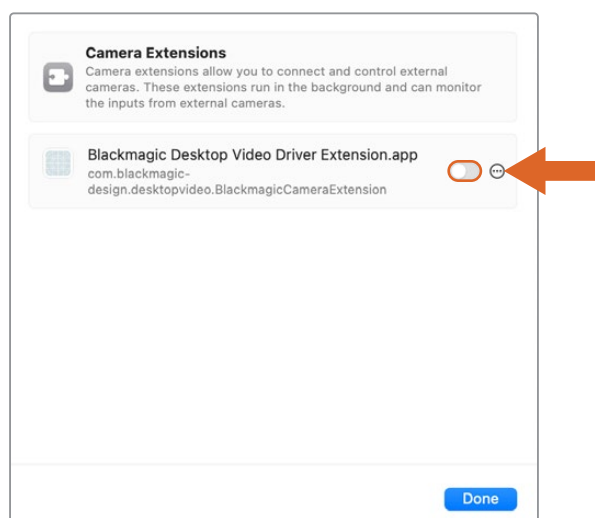 Camera Extensions
Camera extensions allow you to connect and control external
cameras. These extensions run in the background and can monitor
the inputs from external cameras.
Blackmagic Desktop Video Driver Extension.app
com.blackmagic-
design.desktopvideo.BlackmagicCameraExtension
Done